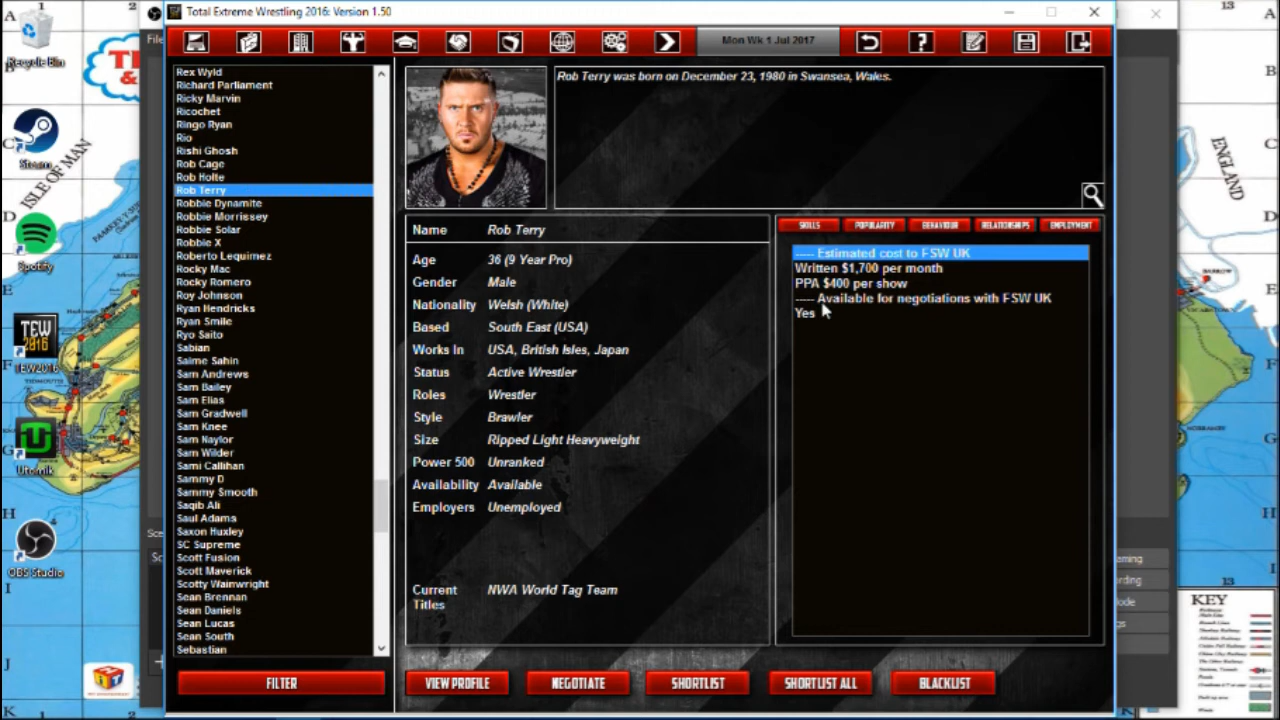 Total Extreme Wrestling 2016: Version 1.50
Mon Wk 1 Jul 2017
Recycle Bin
File
Steam
Spotify
TEW2016
Utomik
OBS Studio
ISLE OF MAN
ENGLAND
KEY
Rex Wyld
Richard Parliament
Ricky Marvin
Ricochet
Ringo Ryan
Rio
Rishi Ghosh
Rob Cage
Rob Holte
Rob Terry
Robbie Dynamite
Robbie Morrissey
Robbie Solar
Robbie X
Roberto Lequimez
Rocky Mac
Rocky Romero
Roy Johnson
Ryan Hendricks
Ryan Smile
Ryo Saito
Sabian
Saime Sahin
Sam Andrews
Sam Bailey
Sam Elias
Sam Gradwell
Sam Knee
Sam Naylor
Sam Wilder
Sami Callihan
Sammy D
Sammy Smooth
Saqib Ali
Saul Adams
Saxon Huxley
SC Supreme
Scott Fusion
Scott Maverick
Scotty Wainwright
Sean Brennan
Sean Daniels
Sean Lucas
Sean South
Sebastian
FILTER
Rob Terry was born on December 23, 1980 in Swansea, Wales.
Name Rob Terry
Age 36 (9 Year Pro)
Gender Male
Nationality Welsh (White)
Based South East (USA)
Works In USA, British Isles, Japan
Status Active Wrestler
Roles Wrestler
Style Brawler
Size Ripped Light Heavyweight
Power 500 Unranked
Availability Available
Employers Unemployed
Current Titles NWA World Tag Team
SKILLS POPULARITY BEHAVIOUR RELATIONSHIPS EMPLOYMENT
----- Estimated cost to FSW UK
Written $1,700 per month
PPA $400 per show
---- Available for negotiations with FSW UK
Yes
VIEW PROFILE NEGOTIATE SHORTLIST SHORTLIST ALL BLACKLIST